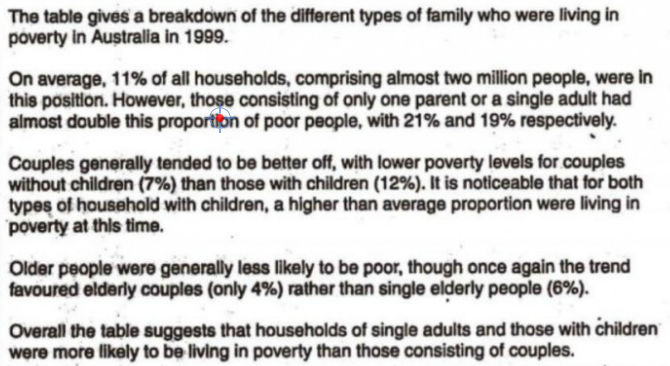 The table gives a breakdown of the different types of family who were living in
poverty in Australia in 1999.
On average, 11% of all households, comprising almost two million people, were in
this position. However, those consisting of only one parent or a single adult had
almost double this proportion of poor people, with 21% and 19% respectively.
Couples generally tended to be better off, with lower poverty levels for couples
without children (7%) than those with children (12%). It is noticeable that for both
types of household with children, a higher than average proportion were living in
poverty at this time.
Older people were generally less likely to be poor, though once again the trend
favoured elderly couples (only 4%) rather than single elderly people (6%).
Overall the table suggests that households of single adults and those with children
were more likely to be living in poverty than those consisting of couples.